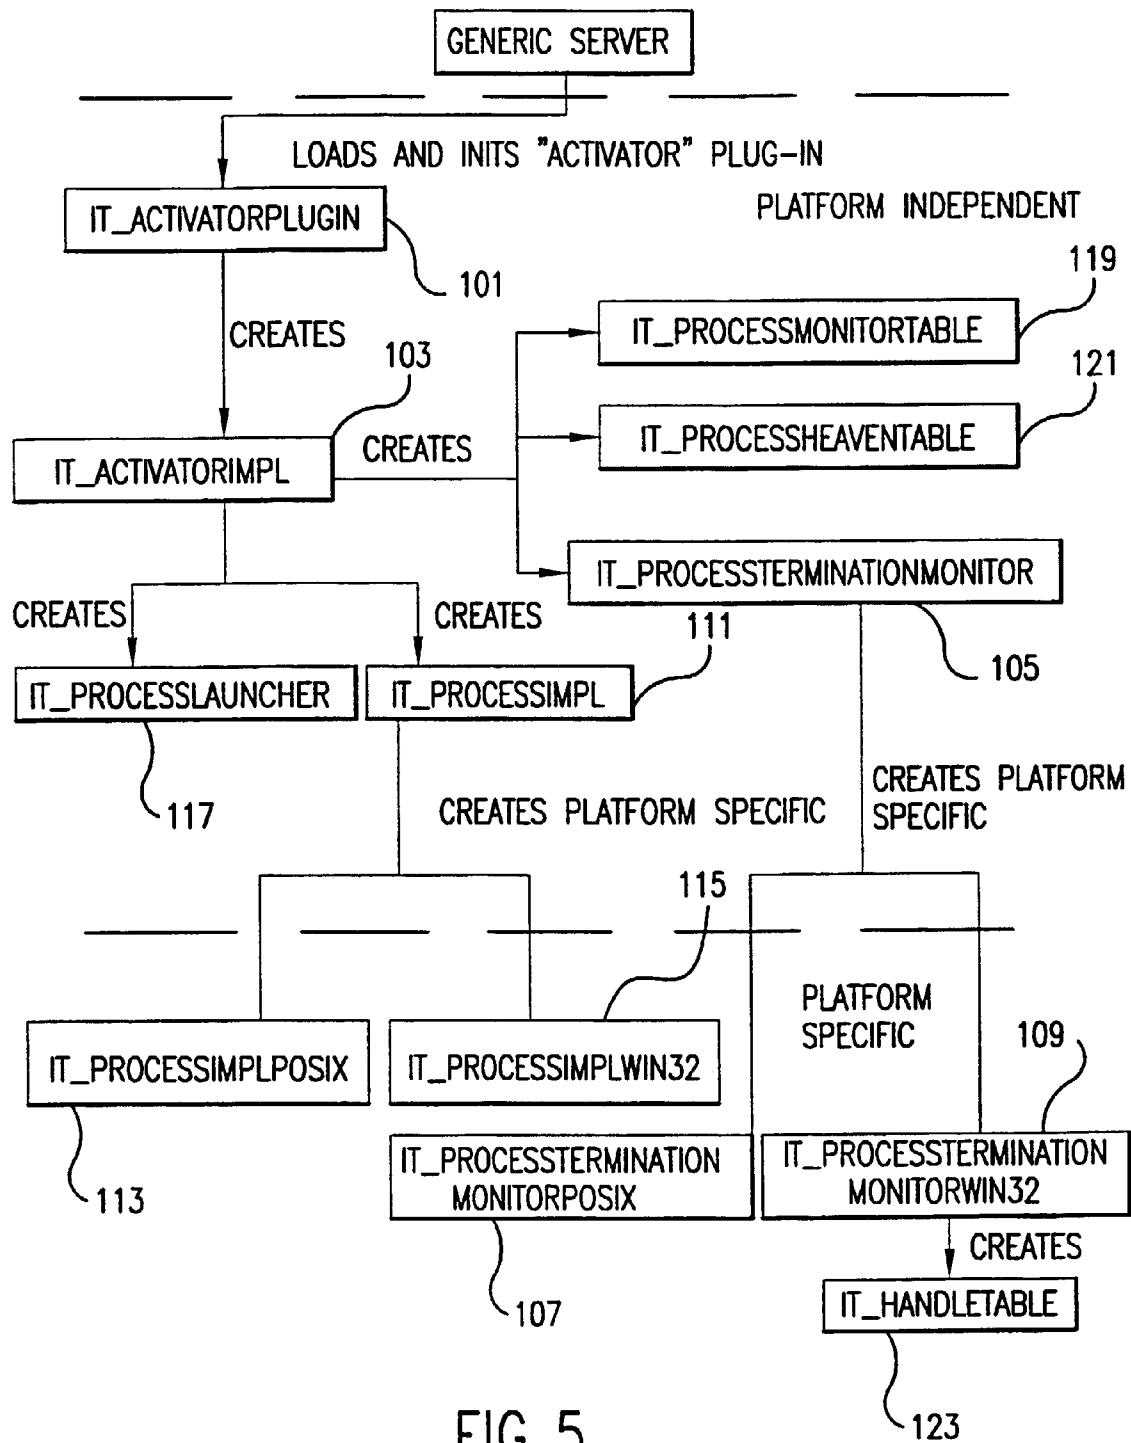 GENERIC SERVER
LOADS AND INITS "ACTIVATOR" PLUG-IN
IT_ACTIVATORPLUGIN
PLATFORM INDEPENDENT
101
119
CREATES
IT_PROCESSMONITORTABLE
103
121
IT_ACTIVATORIMPL
CREATES
IT_PROCESSHEAVENTABLE
IT_PROCESSTERMINATIONMONITOR
CREATES
CREATES
111
105
IT_PROCESSLAUNCHER
IT_PROCESSIMPL
117
CREATES PLATFORM SPECIFIC
CREATES PLATFORM
SPECIFIC
115
PLATFORM
SPECIFIC
109
IT_PROCESSIMPLPOSIX
IT_PROCESSIMPLWIN32
113
IT_PROCESSTERMINATION
MONITORPOSIX
IT_PROCESSTERMINATION
MONITORWIN32
CREATES
107
IT_HANDLETABLE
123
FIG. 5